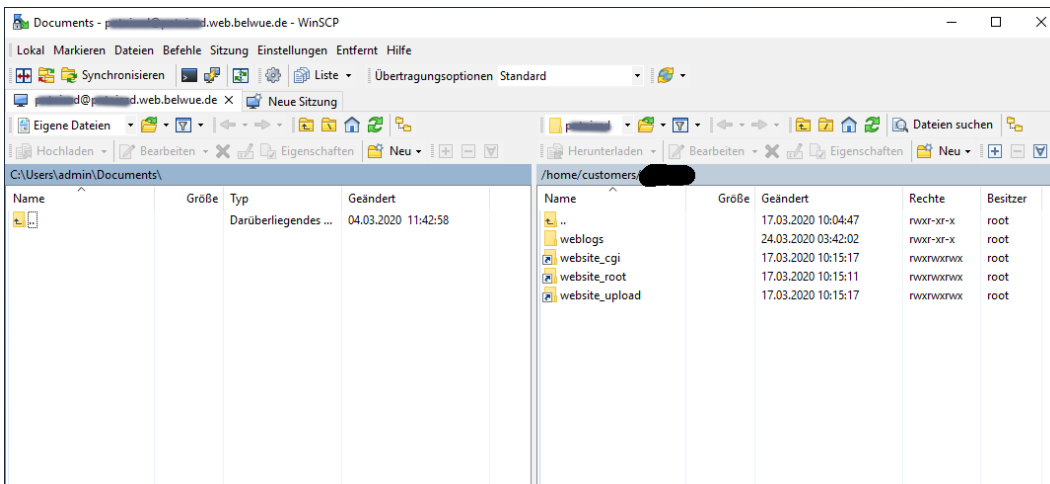 Documents - p d.web.belwue.de - WinSCP
Lokal Markieren Dateien Befehle Sitzung Einstellungen Entfernt Hilfe
Synchronisieren Liste Übertragungsoptionen Standard
d@p d.web.belwue.de Neue Sitzung
Eigene Dateien Dateien suchen
Hochladen Bearbeiten Eigenschaften Neu Herunterladen Bearbeiten Eigenschaften Neu
C:\Users\admin\Documents\ /home/customers/
Name Größe Typ Geändert Name Größe Geändert Rechte Besitzer
.. Darüberliegendes ... 04.03.2020 11:42:58 .. 17.03.2020 10:04:47 rwxr-xr-x root
weblogs 24.03.2020 03:42:02 rwxr-xr-x root
website_cgi 17.03.2020 10:15:17 rwxrwxrwx root
website_root 17.03.2020 10:15:11 rwxrwxrwx root
website_upload 17.03.2020 10:15:17 rwxrwxrwx root